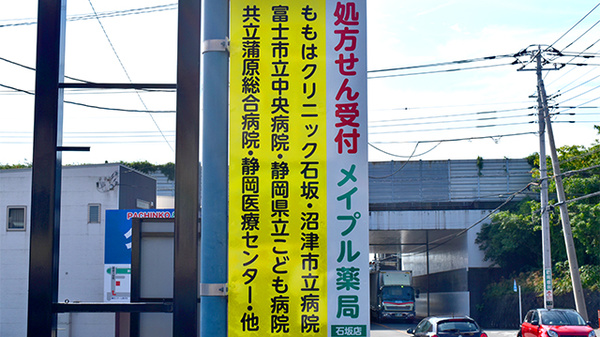 処方せん受付 メイプル薬局
石坂店
ももはクリニック石坂・沼津市立病院
富士市立中央病院・静岡県立こども病院
共立蒲原総合病院・静岡医療センター・他
PACHINKO